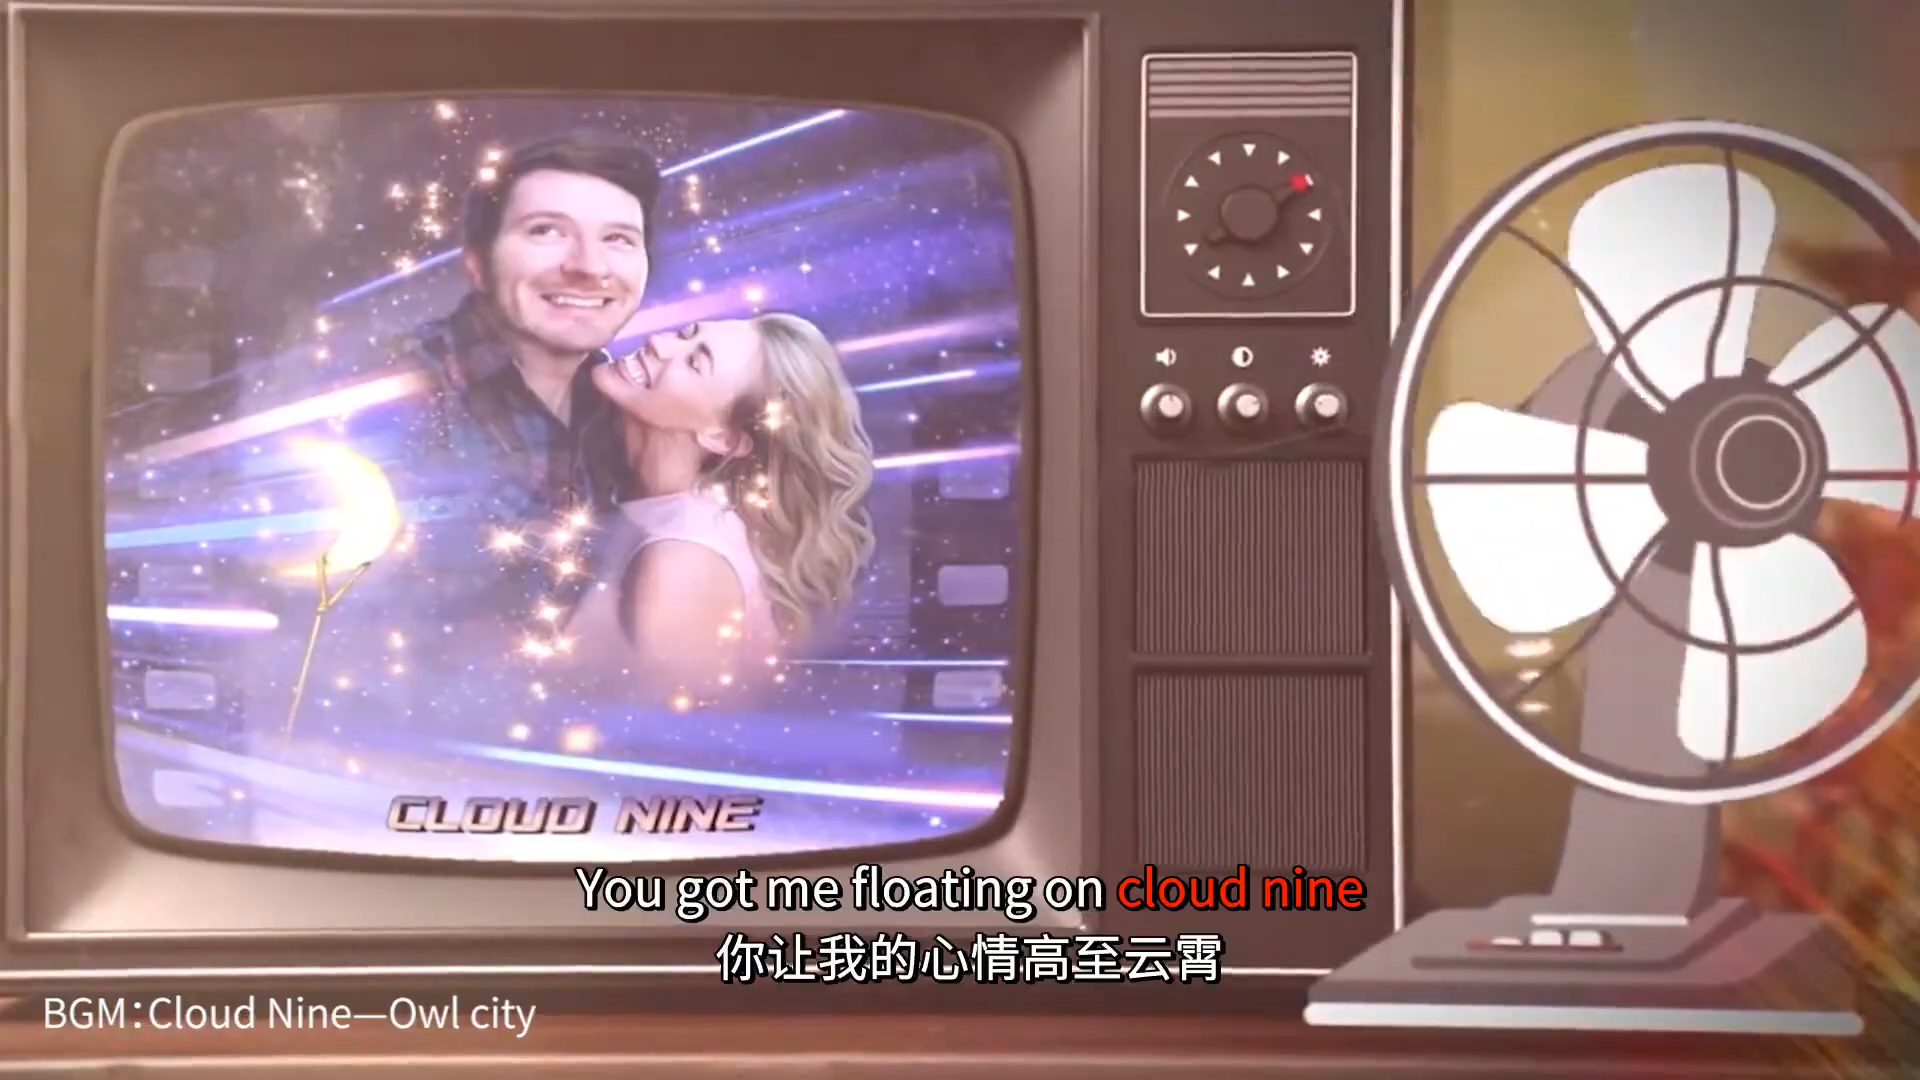 CLOUD NINE
You got me floating on cloud nine
你让我的心情高至云霄
BGM：Cloud Nine—Owl city